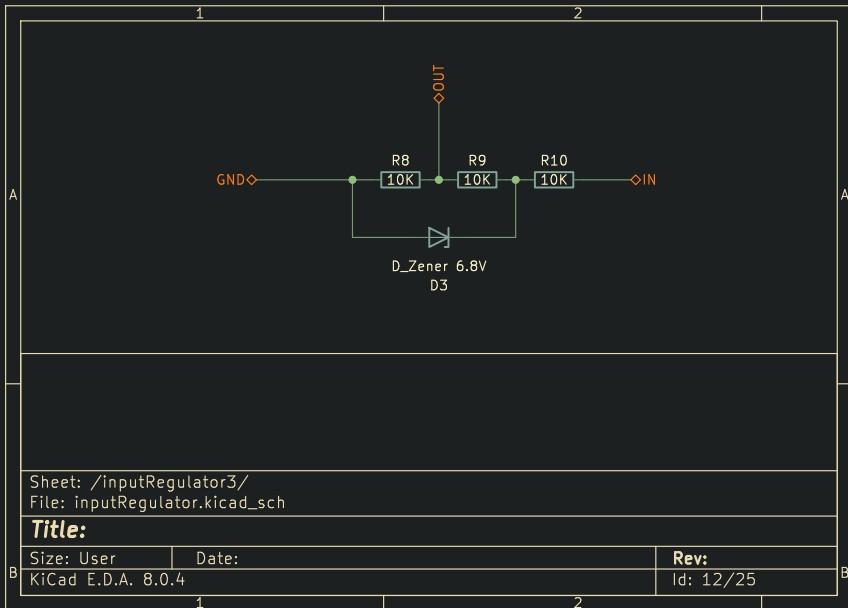 1 2
OUT
R8 R9 R10
GND 10K 10K 10K IN
A A
D_Zener 6.8V
D3
Sheet: /inputRegulator3/
File: inputRegulator.kicad_sch
Title:
Size: User Date: Rev:
B B
KiCad E.D.A. 8.0.4 Id: 12/25
1 2